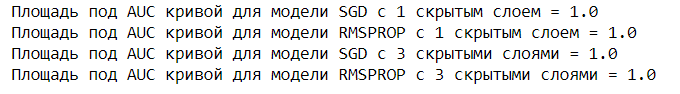 Площадь под AUC кривой для модели SGD с 1 скрытым слоем = 1.0
Площадь под AUC кривой для модели RMSPROP с 1 скрытым слоем = 1.0
Площадь под AUC кривой для модели SGD с 3 скрытыми слоями = 1.0
Площадь под AUC кривой для модели RMSPROP с 3 скрытыми слоями = 1.0